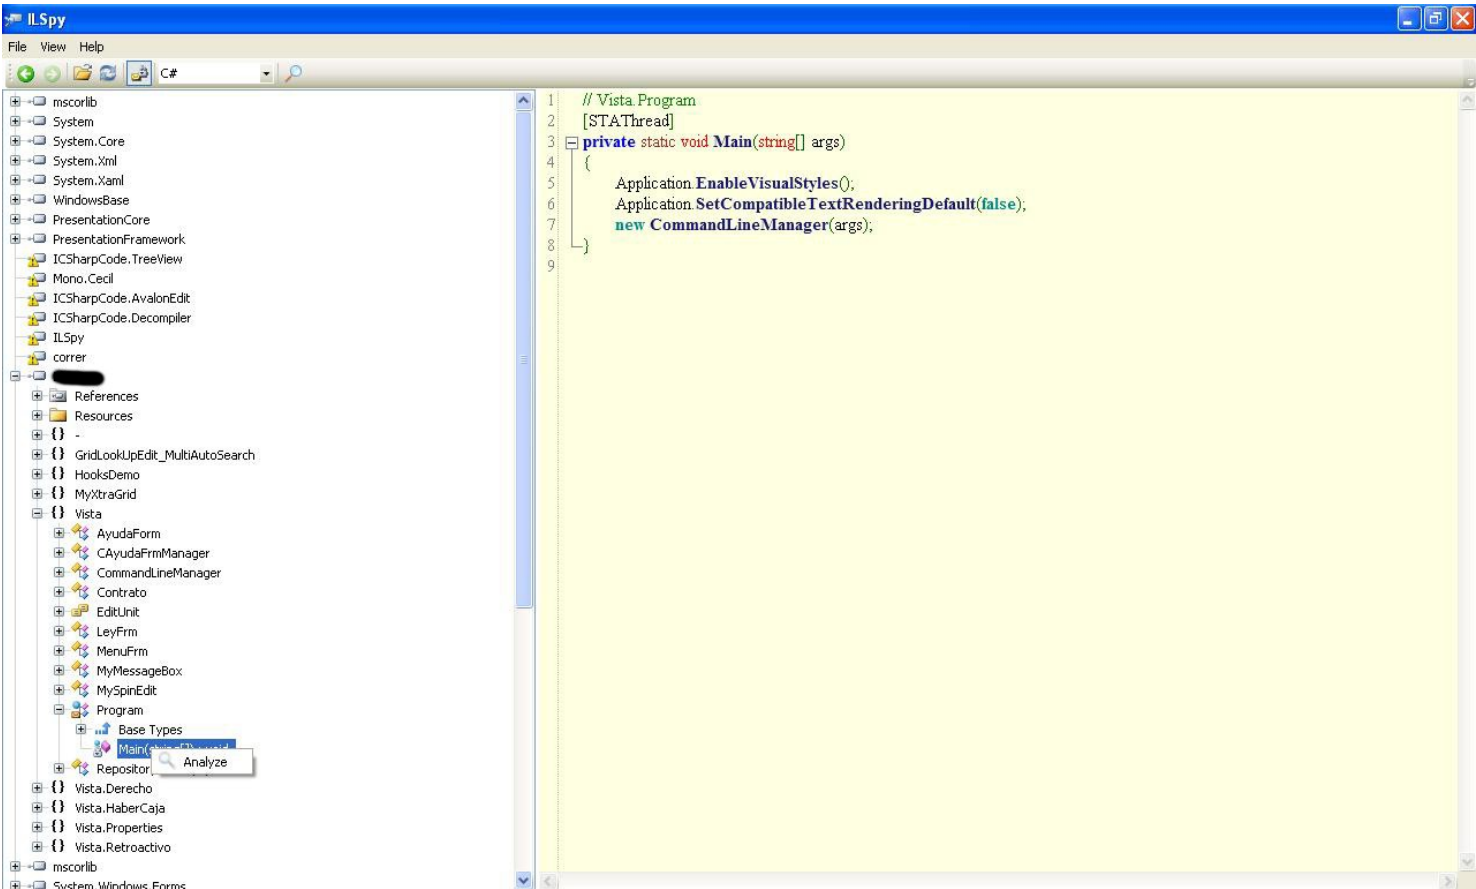 ILSpy
File View Help
C#
mscorlib
System
System.Core
System.Xml
System.Xaml
WindowsBase
PresentationCore
PresentationFramework
ICSharpCode.TreeView
Mono.Cecil
ICSharpCode.AvalonEdit
ICSharpCode.Decompiler
ILSpy
correr
References
Resources
{} -
{} GridLookUpEdit_MultiAutoSearch
{} HooksDemo
{} MyXtraGrid
{} Vista
AyudaForm
CAyudaFrmManager
CommandLineManager
Contrato
EditUnit
LeyFrm
MenuFrm
MyMessageBox
MySpinEdit
Program
Base Types
Main(string[]) : void
Analyze
{} Vista.Derecho
{} Vista.HaberCaja
{} Vista.Properties
{} Vista.Retroactivo
mscorlib
System.Windows.Forms
1 // Vista.Program
2 [STAThread]
3 private static void Main(string[] args)
4 {
5 Application.EnableVisualStyles();
6 Application.SetCompatibleTextRenderingDefault(false);
7 new CommandLineManager(args);
8 }
9